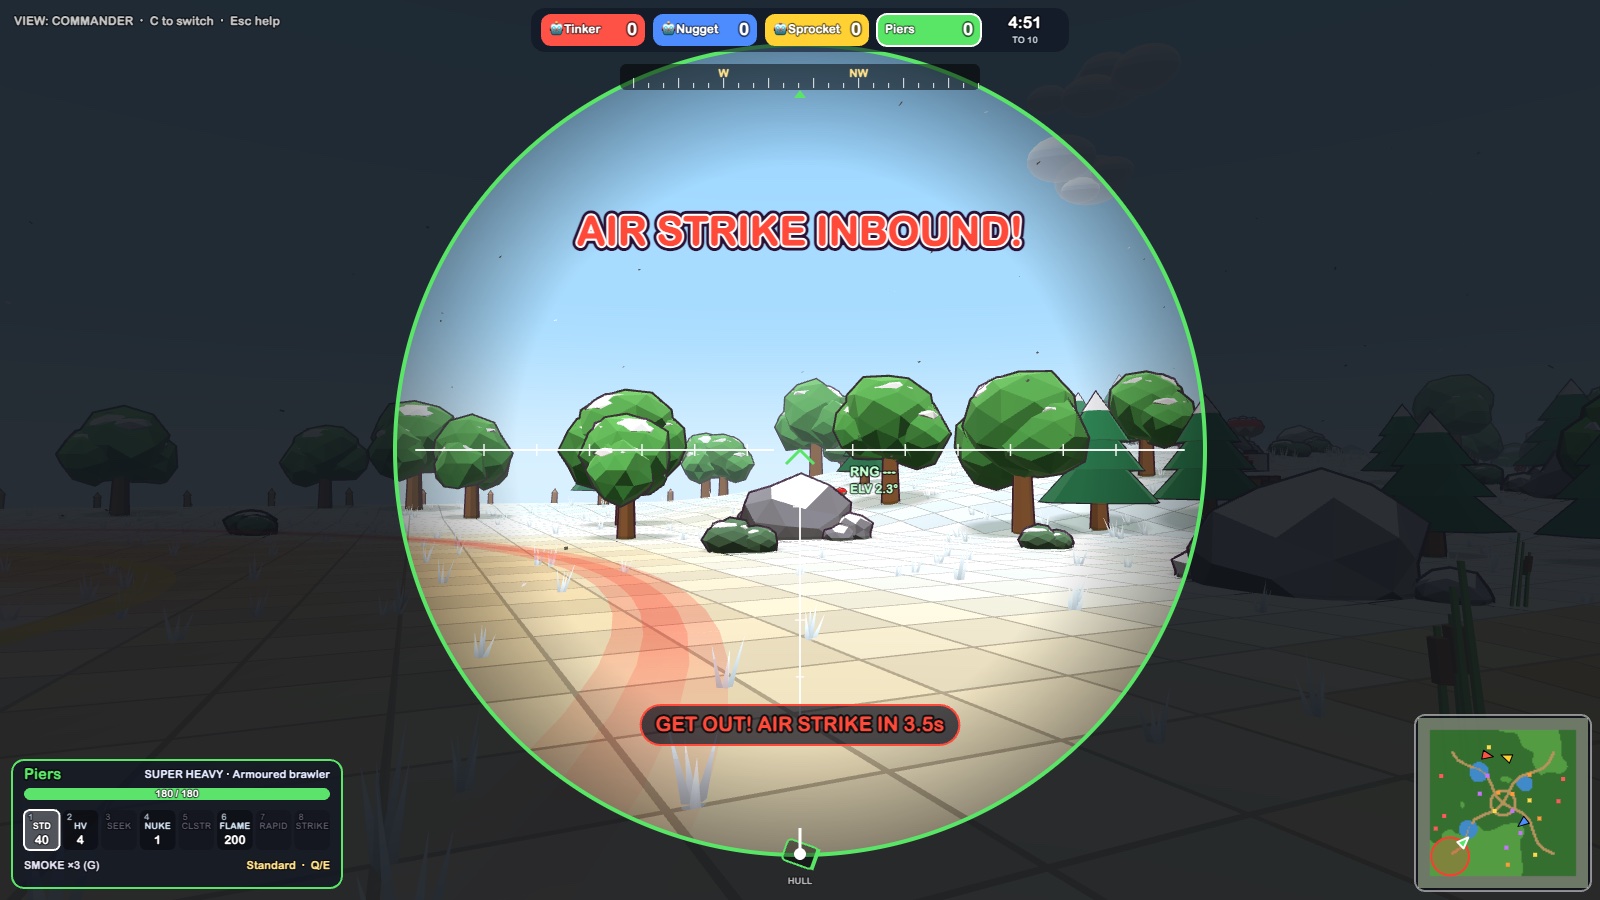 VIEW: COMMANDER · C to switch · Esc help
Tinker 0
Nugget 0
Sprocket 0
Piers 0
4:51
TO 10
W NW
AIR STRIKE INBOUND!
RNG ---
ELV 2.3°
GET OUT! AIR STRIKE IN 3.5s
HULL
Piers SUPER HEAVY · Armoured brawler
180 / 180
1 2 3 4 5 6 7 8
STD HV SEEK NUKE CLSTR FLAME RAPID STRIKE
40 4 1 200
SMOKE ×3 (G) Standard · Q/E